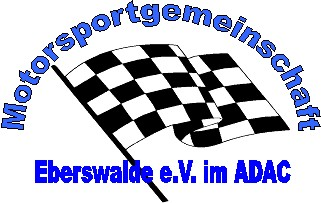 Motorsportgemeinschaft
Eberswalde e.V. im ADAC